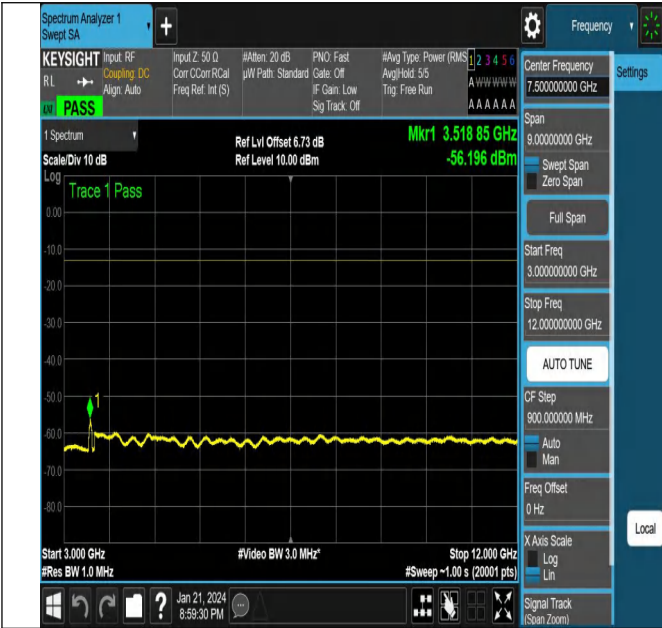 Spectrum Analyzer 1
Swept SA
+
Frequency
KEYSIGHT
RL
PASS
Input: RF
Coupling: DC
Align: Auto
Input Z: 50 Ω
Corr CCorr RCal
Freq Ref: Int (S)
#Atten: 20 dB
µW Path: Standard
PNO: Fast
Gate: Off
IF Gain: Low
Sig Track: Off
#Avg Type: Power (RMS
Avg|Hold: 5/5
Trig: Free Run
1 2 3 4 5 6
A W W W W W
A A A A A A
1 Spectrum
Scale/Div 10 dB
Ref Lvl Offset 6.73 dB
Ref Level 10.00 dBm
Mkr1 3.518 85 GHz
-56.196 dBm
Log
Trace 1 Pass
0.00
-10.0
-20.0
-30.0
-40.0
-50.0
1
-60.0
-70.0
-80.0
Start 3.000 GHz
#Res BW 1.0 MHz
#Video BW 3.0 MHz*
Stop 12.000 GHz
#Sweep ~1.00 s (20001 pts)
Jan 21, 2024
8:59:30 PM
?
Center Frequency
7.500000000 GHz
Settings
Span
9.00000000 GHz
Swept Span
Zero Span
Full Span
Start Freq
3.000000000 GHz
Stop Freq
12.000000000 GHz
AUTO TUNE
CF Step
900.000000 MHz
Auto
Man
Freq Offset
0 Hz
X Axis Scale
Log
Lin
Local
Signal Track
(Span Zoom)